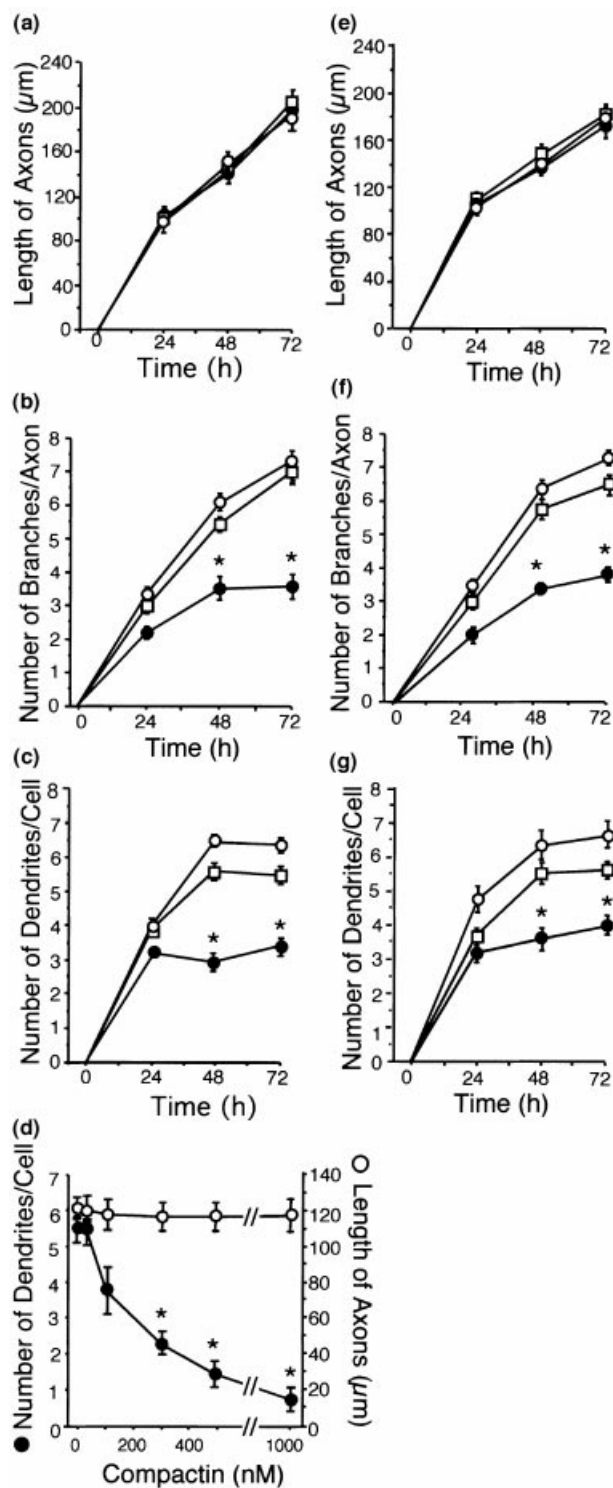 (a)
Length of Axons (µm)
240
200
160
120
80
40
0
0 24 48 72
Time (h)
(e)
Length of Axons (µm)
240
200
160
120
80
40
0
0 24 48 72
Time (h)
(b)
Number of Branches/Axon
8
7
6
5
4
3
2
1
0
* *
0 24 48 72
Time (h)
(f)
Number of Branches/Axon
8
7
6
5
4
3
2
1
0
* *
0 24 48 72
Time (h)
(c)
Number of Dendrites/Cell
8
7
6
5
4
3
2
1
0
* *
0 24 48 72
Time (h)
(g)
Number of Dendrites/Cell
8
7
6
5
4
3
2
1
0
* *
0 24 48 72
Time (h)
(d)
Number of Dendrites/Cell
7
6
5
4
3
2
1
0
* * *
0 200 400 1000
Compactin (nM)
140
120
100
80
60
40
20
0
Length of Axons (µm)